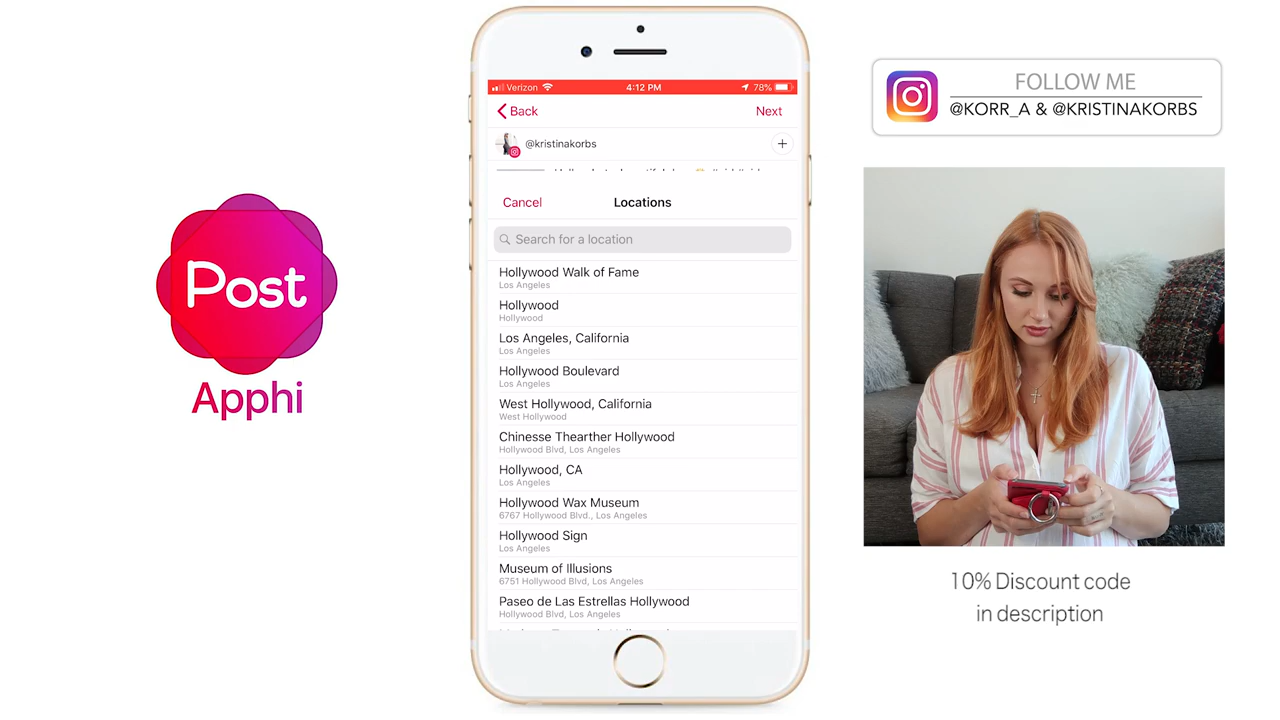 Post
Apphi
Verizon
4:12 PM
78%
Back
Next
@kristinakorbs
Cancel
Locations
Search for a location
Hollywood Walk of Fame
Los Angeles
Hollywood
Hollywood
Los Angeles, California
Los Angeles
Hollywood Boulevard
Los Angeles
West Hollywood, California
West Hollywood
Chinesse Thearther Hollywood
Hollywood Blvd, Los Angeles
Hollywood, CA
Los Angeles
Hollywood Wax Museum
6767 Hollywood Blvd., Los Angeles
Hollywood Sign
Los Angeles
Museum of Illusions
6751 Hollywood Blvd, Los Angeles
Paseo de Las Estrellas Hollywood
Hollywood Blvd, Los Angeles
FOLLOW ME
@KORR_A & @KRISTINAKORBS
10% Discount code
in description